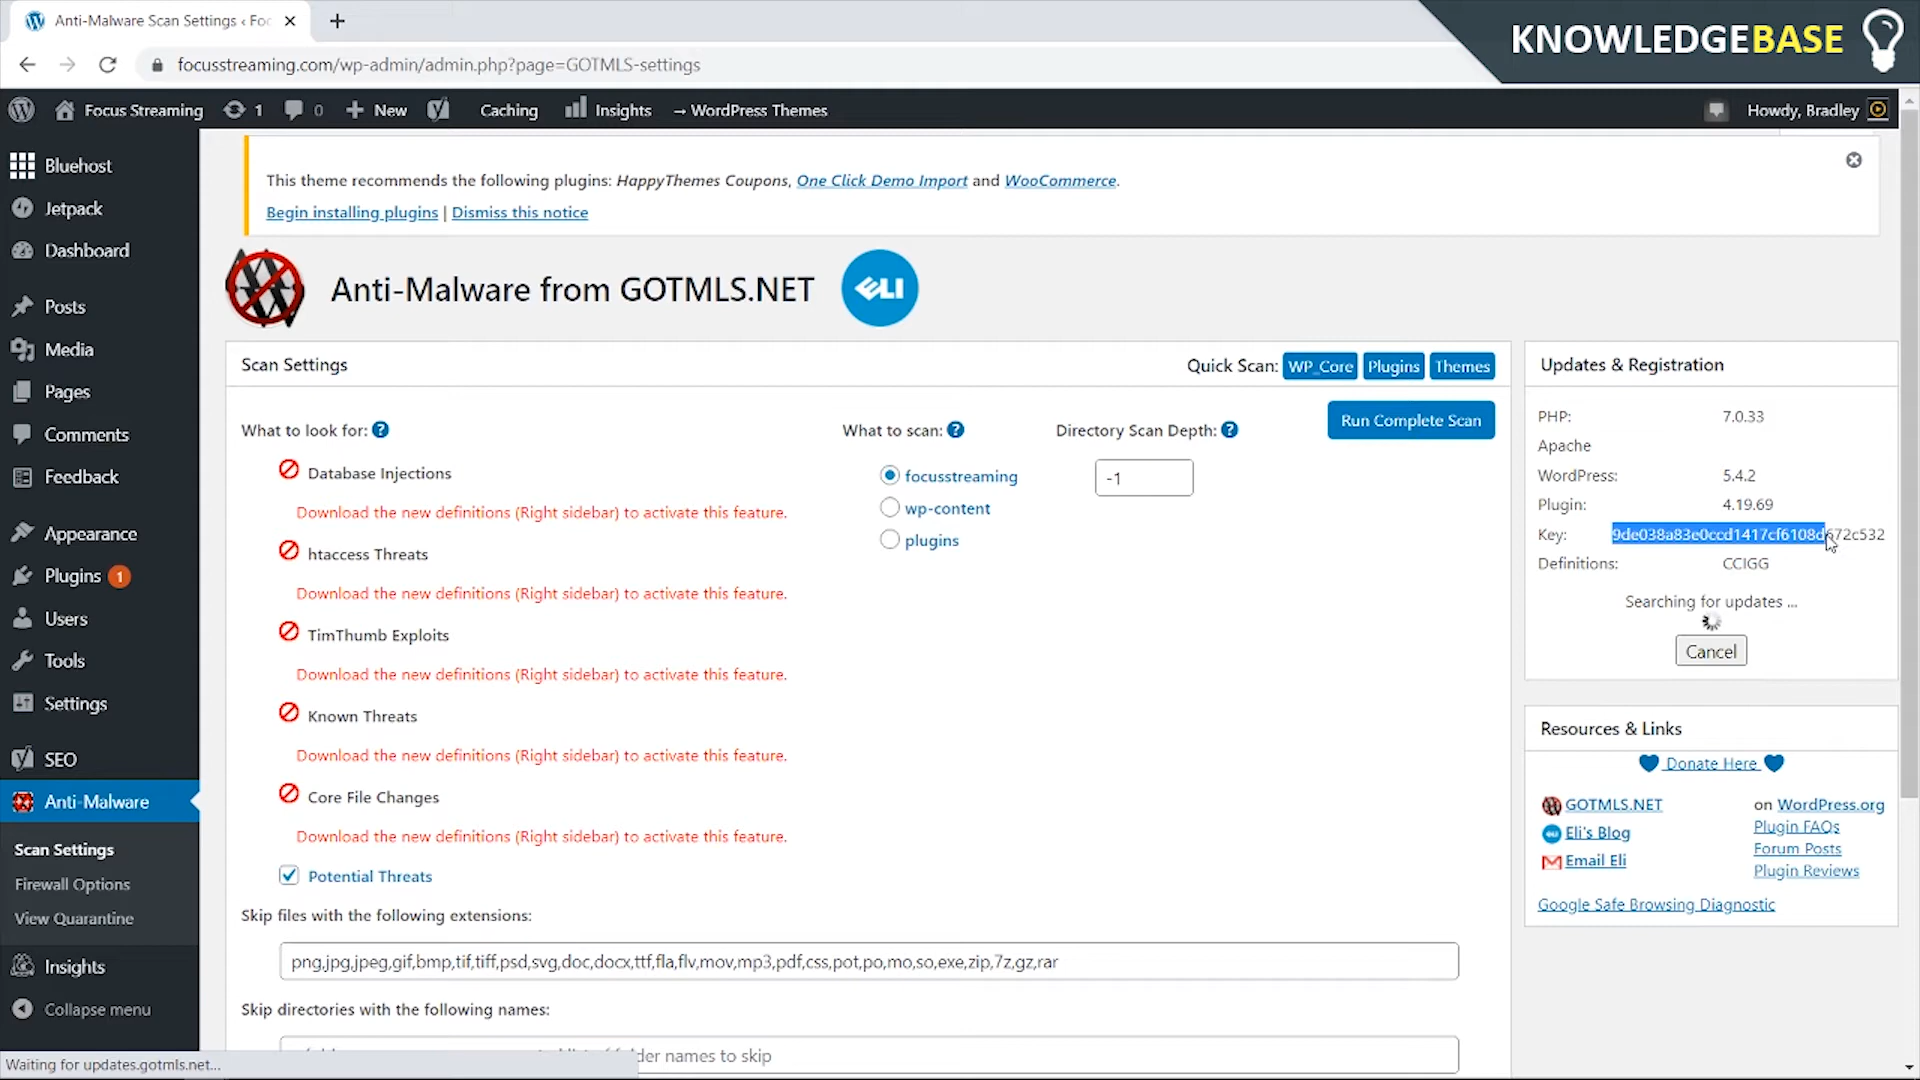 Anti-Malware Scan Settings ‹ Foc
KNOWLEDGEBASE
focusstreaming.com/wp-admin/admin.php?page=GOTMLS-settings
Focus Streaming 1 0 New Caching Insights → WordPress Themes Howdy, Bradley
Bluehost
Jetpack
Dashboard
Posts
Media
Pages
Comments
Feedback
Appearance
Plugins 1
Users
Tools
Settings
SEO
Anti-Malware
Scan Settings
Firewall Options
View Quarantine
Insights
Collapse menu
This theme recommends the following plugins: HappyThemes Coupons, One Click Demo Import and WooCommerce.
Begin installing plugins | Dismiss this notice
Anti-Malware from GOTMLS.NET
ELI
Scan Settings
Quick Scan: WP_Core Plugins Themes
Run Complete Scan
What to look for: ?
Database Injections
Download the new definitions (Right sidebar) to activate this feature.
htaccess Threats
Download the new definitions (Right sidebar) to activate this feature.
TimThumb Exploits
Download the new definitions (Right sidebar) to activate this feature.
Known Threats
Download the new definitions (Right sidebar) to activate this feature.
Core File Changes
Download the new definitions (Right sidebar) to activate this feature.
Potential Threats
What to scan: ?
focusstreaming
wp-content
plugins
Directory Scan Depth: ?
-1
Skip files with the following extensions:
png,jpg,jpeg,gif,bmp,tif,tiff,psd,svg,doc,docx,ttf,fla,flv,mov,mp3,pdf,css,pot,po,mo,so,exe,zip,7z,gz,rar
Skip directories with the following names:
names to skip
Updates & Registration
PHP: 7.0.33
Apache
WordPress: 5.4.2
Plugin: 4.19.69
Key: 9de038a83e0ccd1417cf6108d672c532
Definitions: CCIGG
Searching for updates ...
Cancel
Resources & Links
Donate Here
GOTMLS.NET
Eli's Blog
Email Eli
on WordPress.org
Plugin FAQs
Forum Posts
Plugin Reviews
Google Safe Browsing Diagnostic
Waiting for updates.gotmls.net...